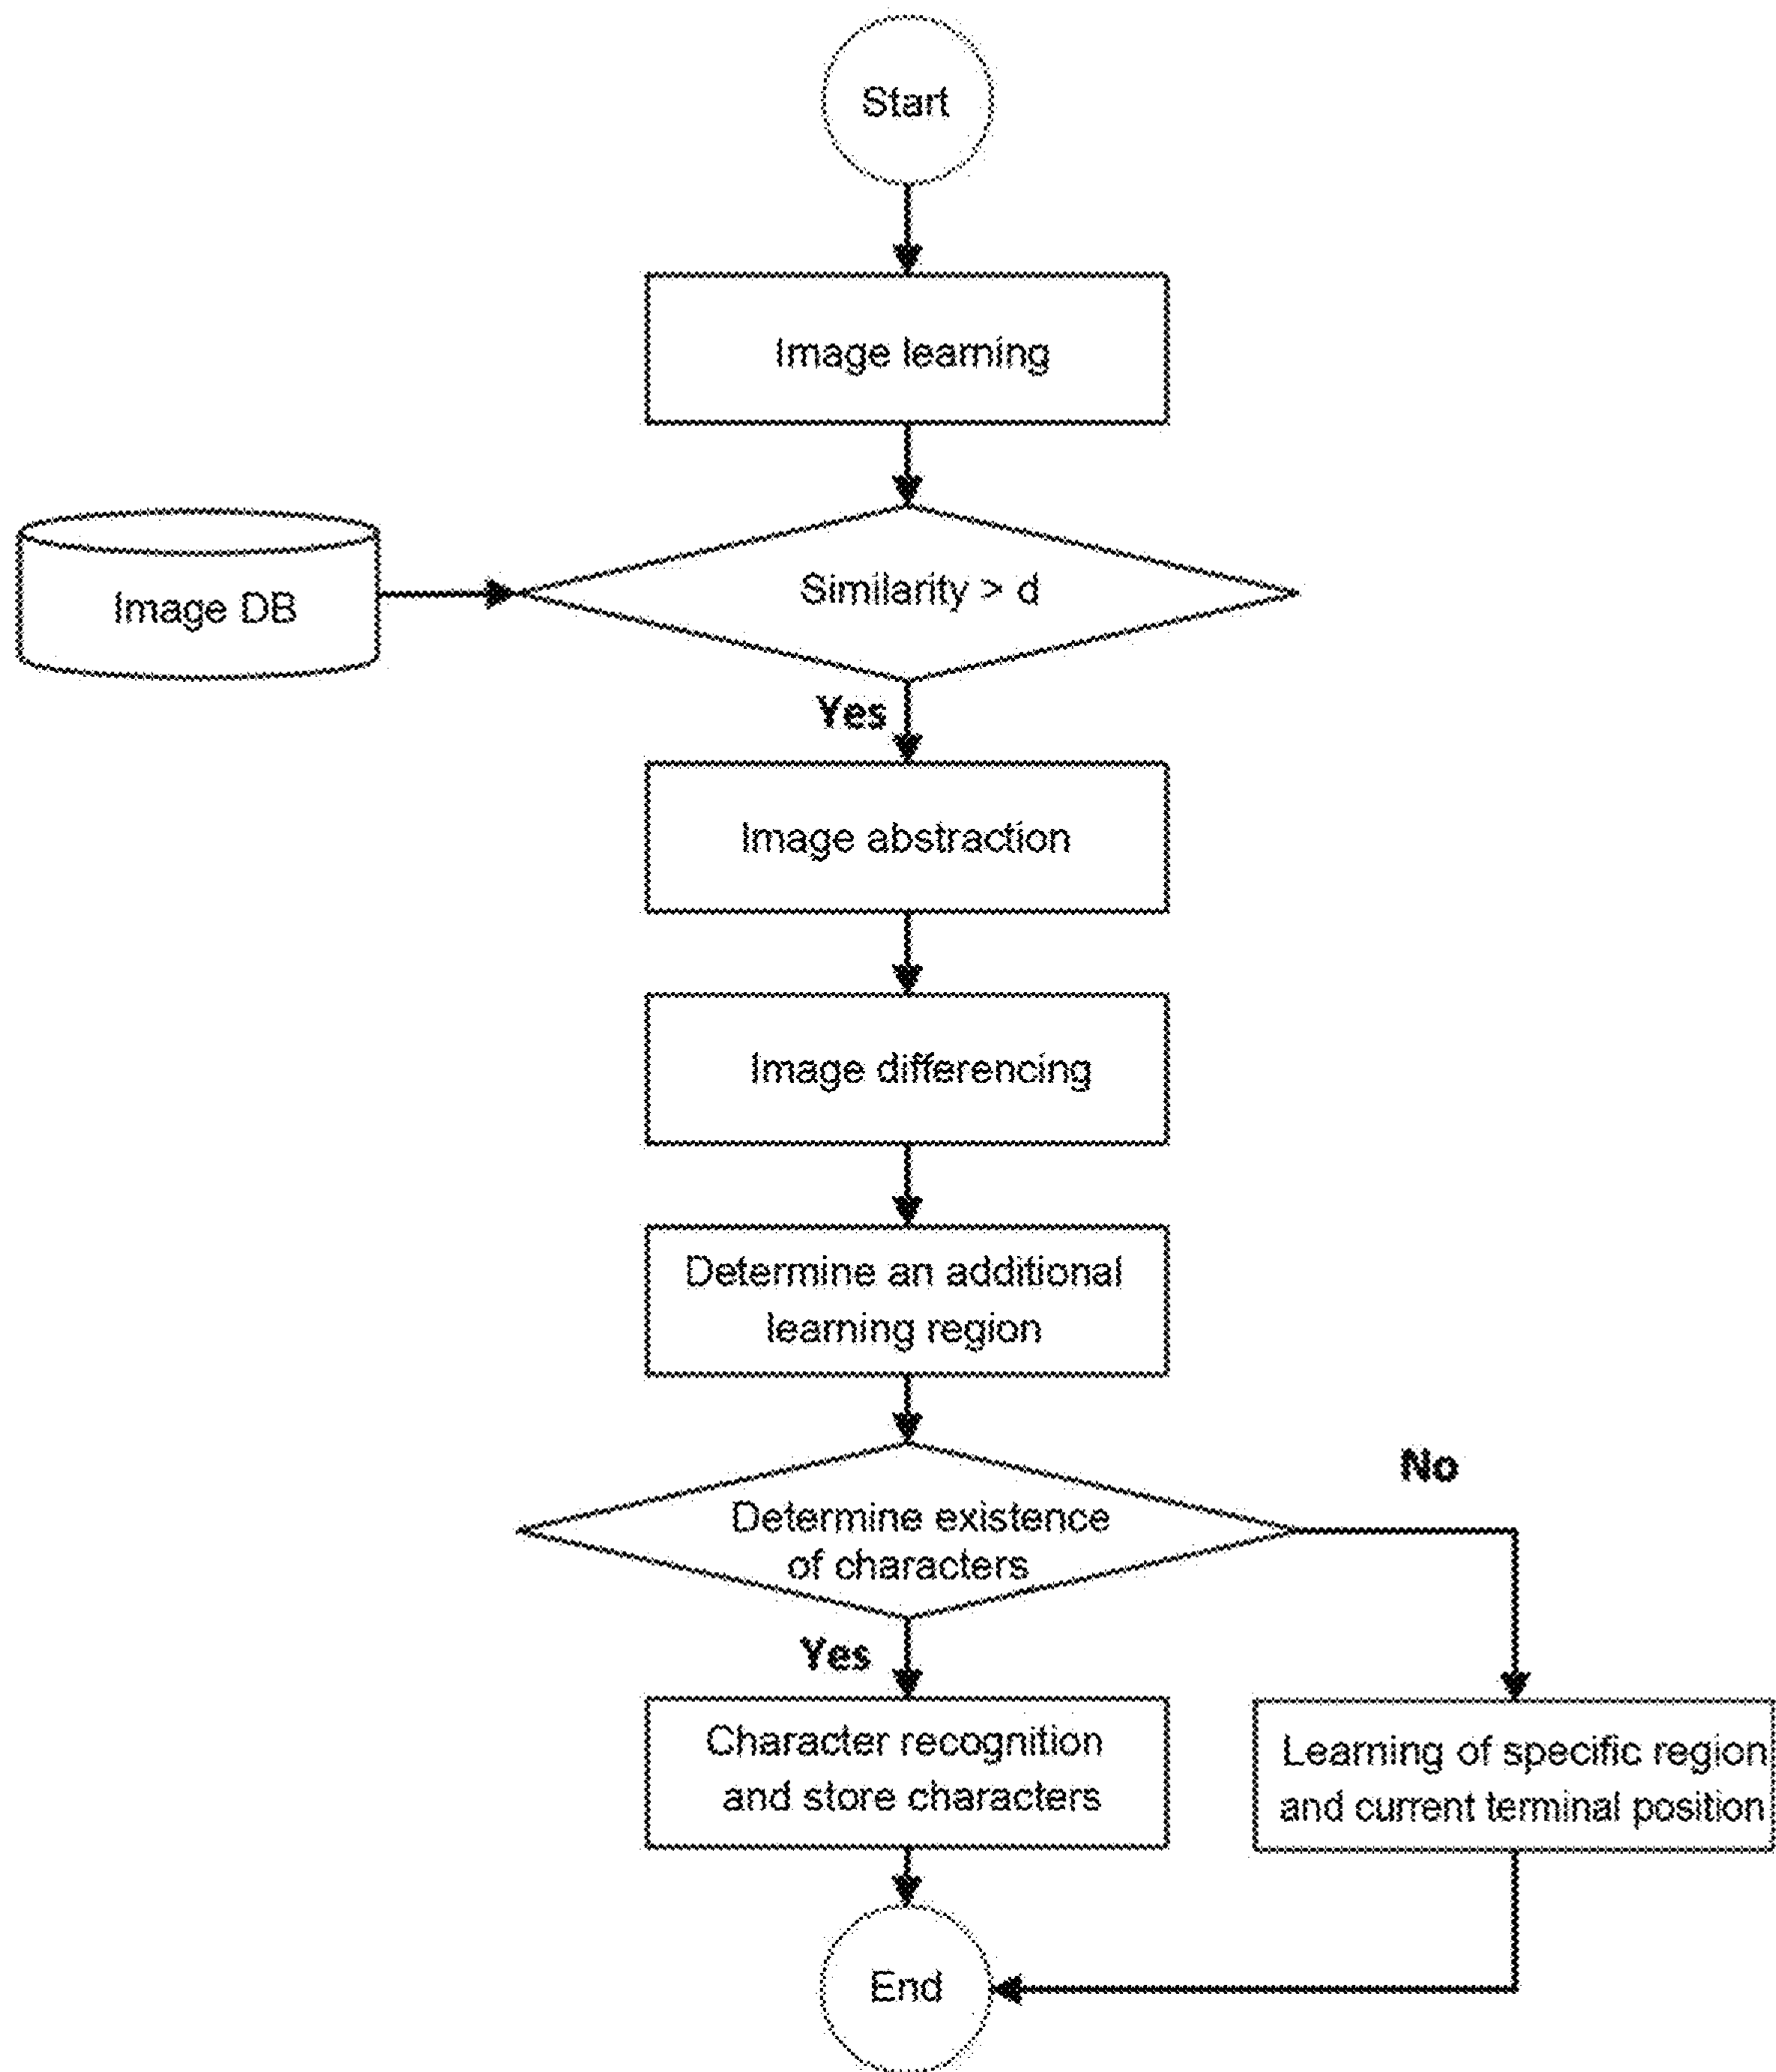 Start
Image learning
Similarity > d
Image DB
Yes
Image abstraction
Image differencing
Determine an additional
learning region
No
Determine existence
of characters
Yes
Character recognition
and store characters
Learning of specific region
and current terminal position
End